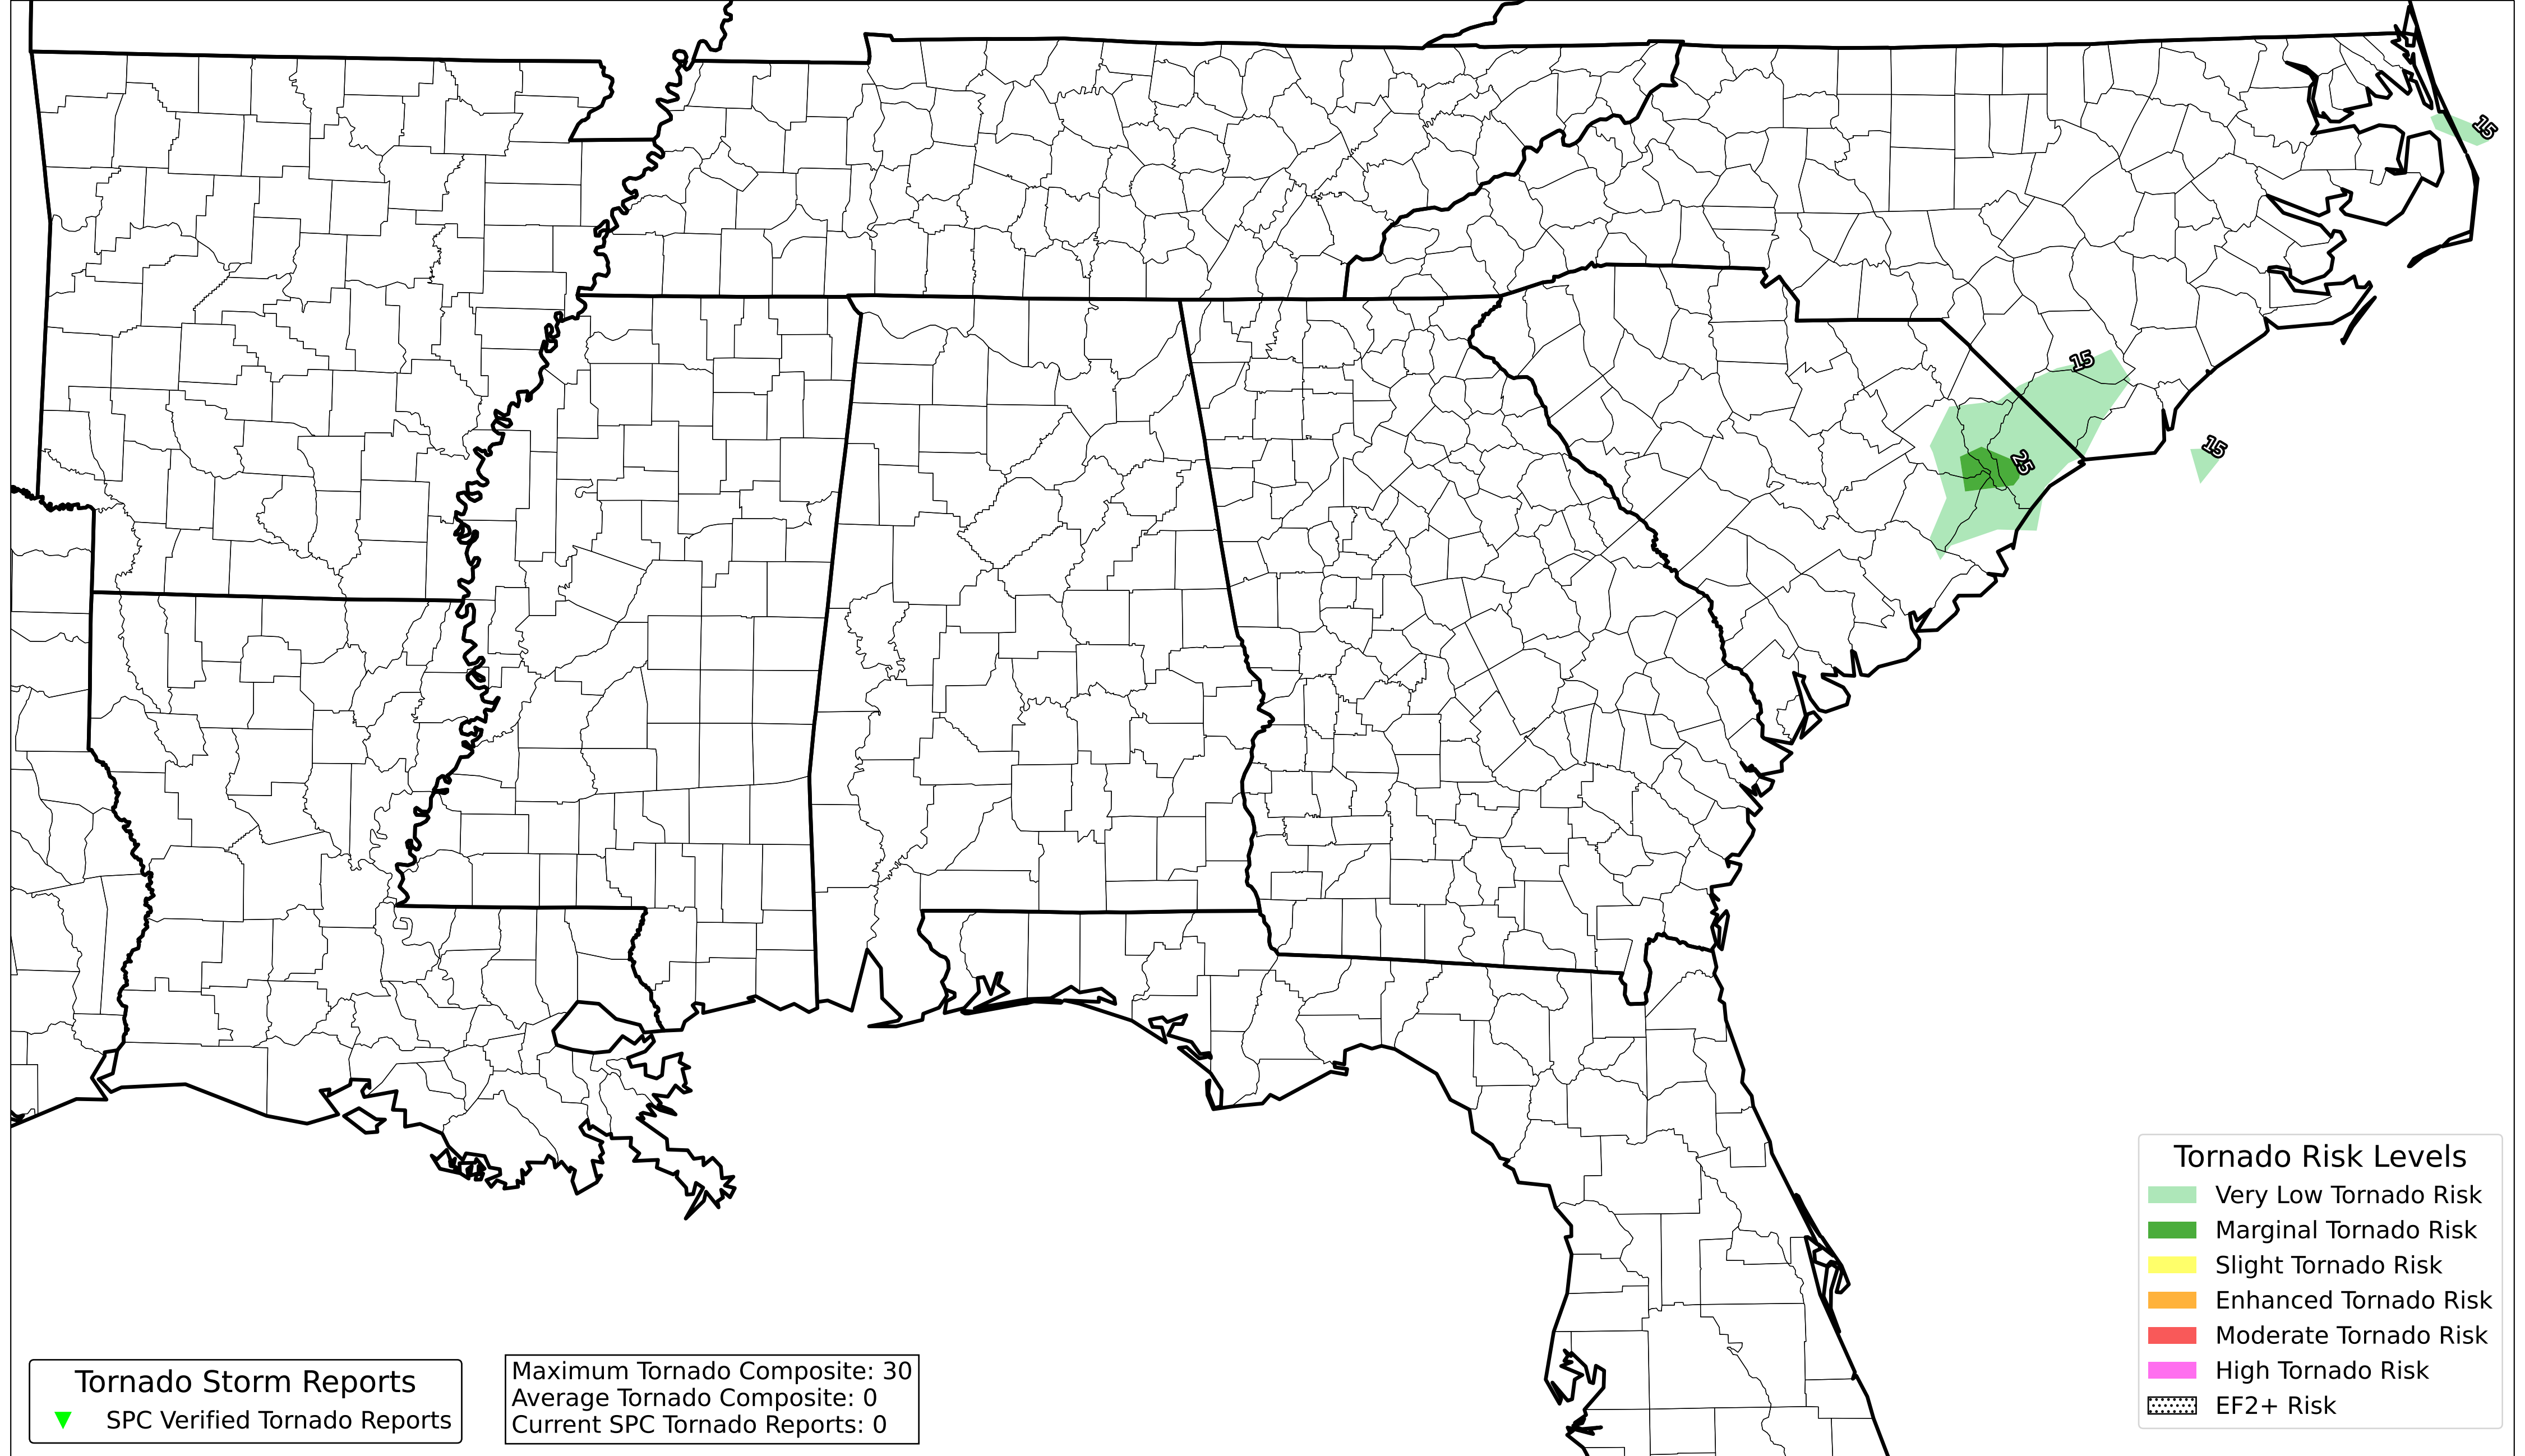 15
15
15
25
Tornado Risk Levels
Very Low Tornado Risk
Marginal Tornado Risk
Slight Tornado Risk
Enhanced Tornado Risk
Moderate Tornado Risk
High Tornado Risk
EF2+ Risk
Tornado Storm Reports
SPC Verified Tornado Reports
Maximum Tornado Composite: 30
Average Tornado Composite: 0
Current SPC Tornado Reports: 0